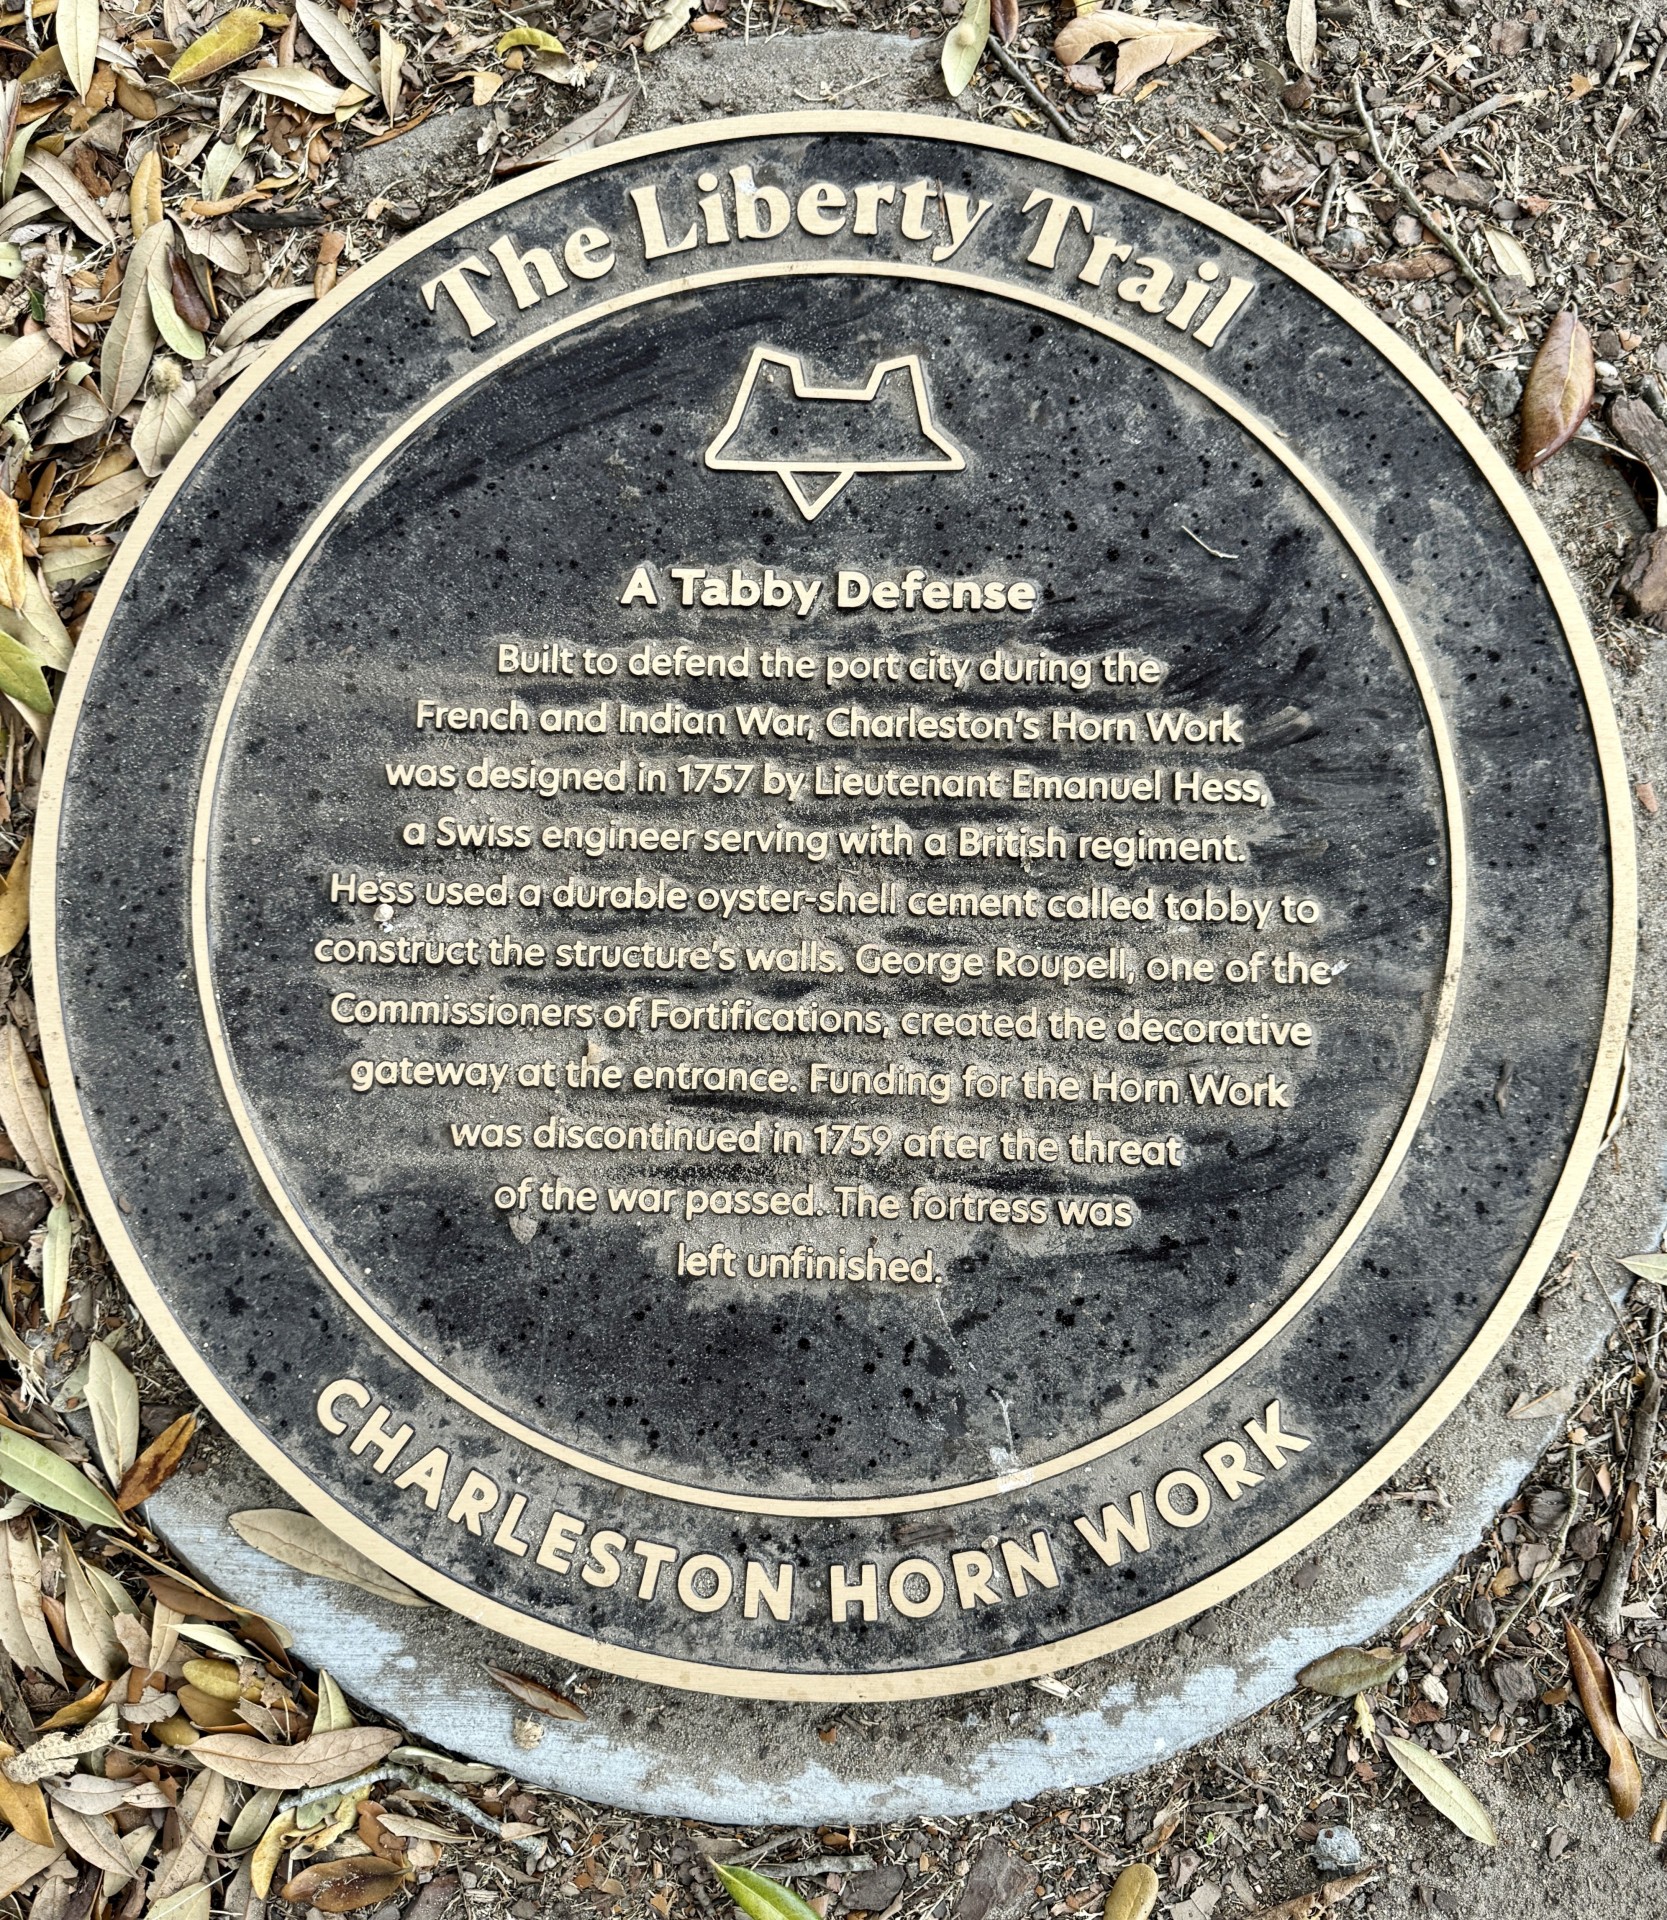 The Liberty Trail
A Tabby Defense
Built to defend the port city during the
French and Indian War, Charleston's Horn Work
was designed in 1757 by Lieutenant Emanuel Hess,
a Swiss engineer serving with a British regiment.
Hess used a durable oyster-shell cement called tabby to
construct the structure's walls. George Roupell, one of the
Commissioners of Fortifications, created the decorative
gateway at the entrance. Funding for the Horn Work
was discontinued in 1759 after the threat
of the war passed. The fortress was
left unfinished.
CHARLESTON HORN WORK